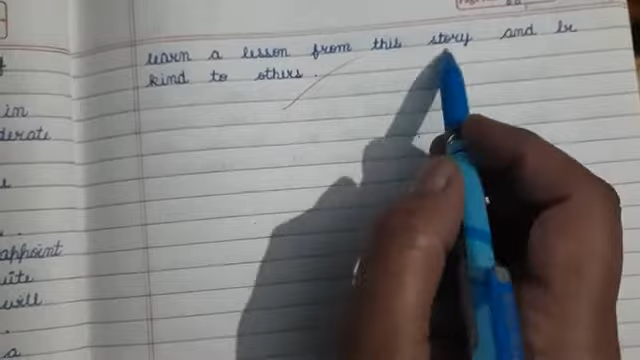 learn a lesson from this story and be
kind to others.
in
derate
e
appoint
uite
will
a